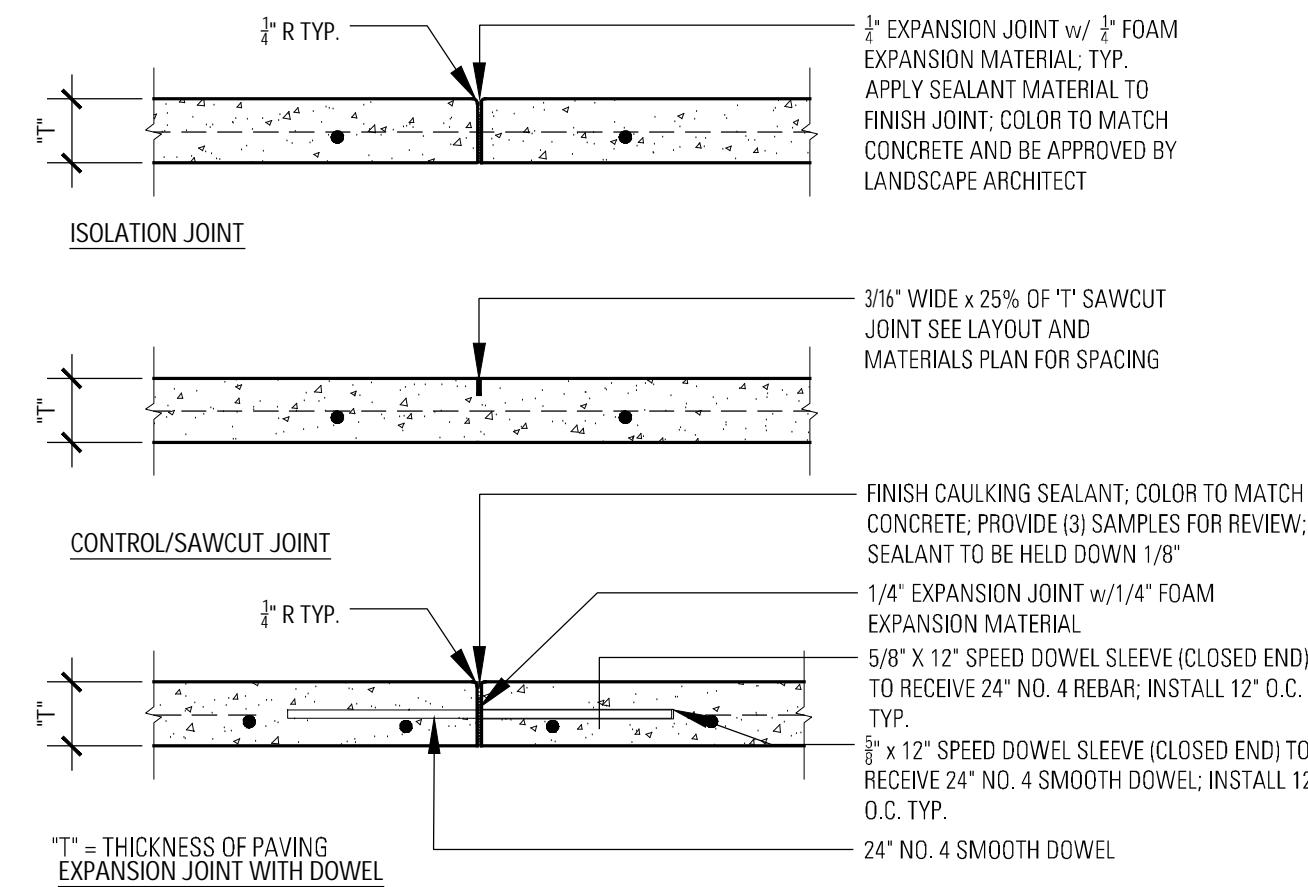 ¼" R TYP.
¼" EXPANSION JOINT w/ ¼" FOAM
EXPANSION MATERIAL; TYP.
APPLY SEALANT MATERIAL TO
FINISH JOINT; COLOR TO MATCH
CONCRETE AND BE APPROVED BY
LANDSCAPE ARCHITECT
"T"
ISOLATION JOINT
3/16" WIDE x 25% OF 'T' SAWCUT
JOINT SEE LAYOUT AND
MATERIALS PLAN FOR SPACING
"T"
CONTROL/SAWCUT JOINT
FINISH CAULKING SEALANT; COLOR TO MATCH
CONCRETE; PROVIDE (3) SAMPLES FOR REVIEW;
SEALANT TO BE HELD DOWN 1/8"
¼" R TYP.
1/4" EXPANSION JOINT w/1/4" FOAM
EXPANSION MATERIAL
5/8" X 12" SPEED DOWEL SLEEVE (CLOSED END)
TO RECEIVE 24" NO. 4 REBAR; INSTALL 12" O.C.
TYP.
"T"
⅝" x 12" SPEED DOWEL SLEEVE (CLOSED END) TO
RECEIVE 24" NO. 4 SMOOTH DOWEL; INSTALL 12
O.C. TYP.
24" NO. 4 SMOOTH DOWEL
"T" = THICKNESS OF PAVING
EXPANSION JOINT WITH DOWEL